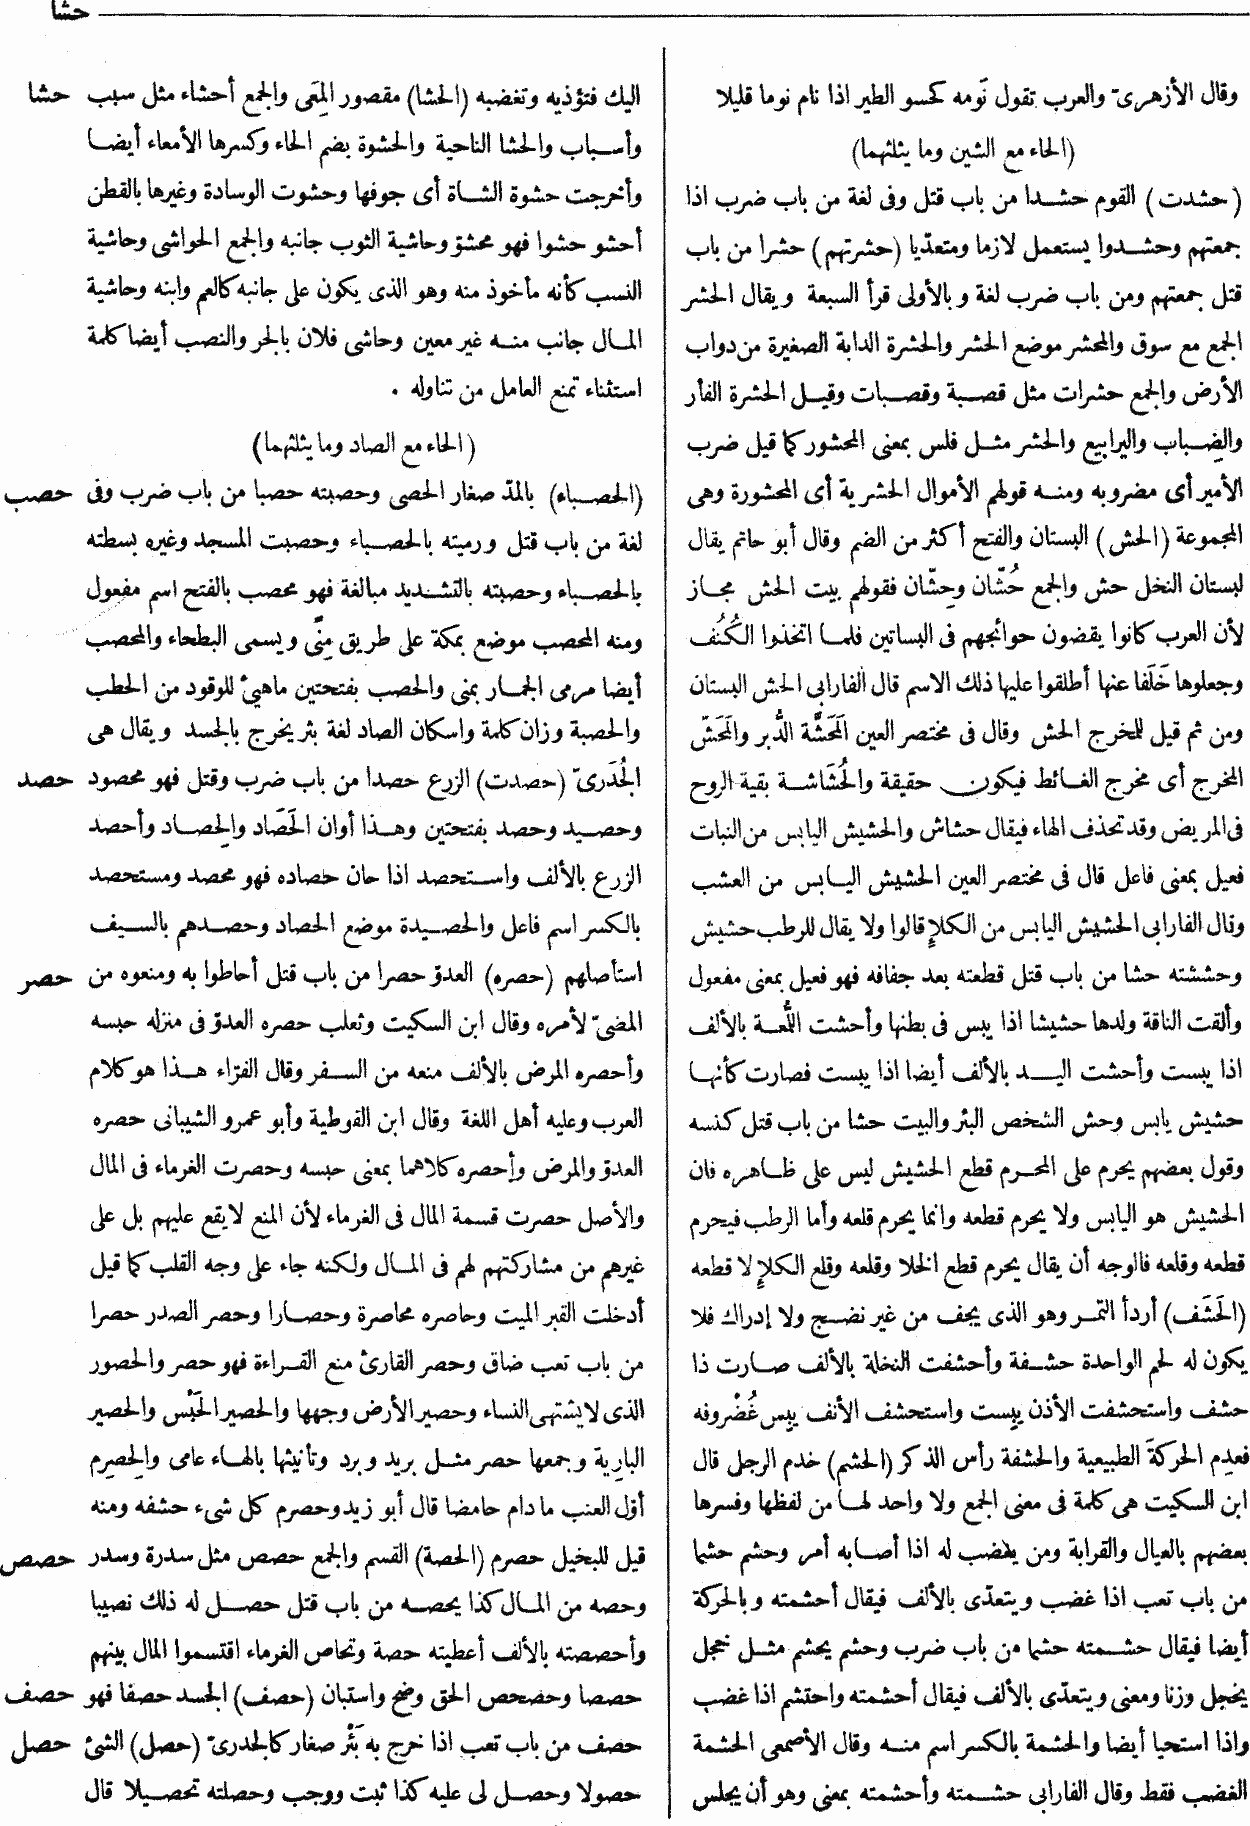 حشا
وقال الأزهرىّ والعرب تقول نَومه كحسو الطير اذا نام نوما قليلا
(الحاء مع الشين وما يثلثهما)
(حشدت) القوم حشدا من باب قتل وفى لغة من باب ضرب اذا
جمعتهم وحشدوا يستعمل لازما ومتعدّيا (حشرتهم) حشرا من باب
قتل جمعتهم ومن باب ضرب لغة وبالأولى قرأ السبعة ويقال الحشر
الجمع مع سوق والمحشر موضع الحشر والحشرة الدابة الصغيرة من دواب
الأرض والجمع حشرات مثل قصبة وقصبات وقيل الحشرة الفأر
والضِباب واليرابيع والحشر مثل فلس بمعنى المحشور كما قيل ضرب
الأمير أى مضروبه ومنه قولهم الأموال الحشرية أى المحشورة وهى
المجموعة (الحش) البستان والفتح أكثر من الضم وقال أبو حاتم يقال
لبستان النخل حش والجمع حُشّان وحِشّان فقولهم بيت الحش مجاز
لأن العرب كانوا يقضون حوائجهم فى البساتين فلما اتخذوا الكُنُف
وجعلوها خَلَفا عنها أطلقوا عليها ذلك الاسم قال الفارابى الحش البستان
ومن ثم قيل للمخرج الحش وقال فى مختصر العين المَحَشَّة الدُّبر والمَحَشّ
المخرج أى مخرج الغائط فيكون حقيقة والحُشَاشة بقية الروح
فى المريض وقد تحذف الهاء فيقال حشاش والحشيش اليابس من النبات
فعيل بمعنى فاعل قال فى مختصر العين الحشيش اليابس من العشب
وقال الفارابى الحشيش اليابس من الكلإ قالوا ولا يقال للرطب حشيش
وحششته حشا من باب قتل قطعته بعد جفافه فهو فعيل بمعنى مفعول
وألقت الناقة ولدها حشيشا اذا يبس فى بطنها وأحشت اللُّعة بالألف
اذا يبست وأحشت اليد بالألف أيضا اذا يبست فصارت كأنها
حشيش يابس وحش الشخص البئر والبيت حشا من باب قتل كنسه
وقول بعضهم يحرم على المحرم قطع الحشيش ليس على ظاهره فان
الحشيش هو اليابس ولا يحرم قطعه وانما يحرم قلعه وأما الرطب فيحرم
قطعه وقلعه فالوجه أن يقال يحرم قطع الخلا وقلعه وقلع الكلإ لا قطعه
(الحَشَف) أردأ التمر وهو الذى يجف من غير نضج ولا إدراك فلا
يكون له لحم الواحدة حشفة وأحشفت النخلة بالألف صارت ذا
حشف واستحشفت الأذن يبِست واستحشف الأنف يبِس غُضْروفه
فعدِم الحركةَ الطبيعية والحشفة رأس الذكر (الحشم) خدم الرجل قال
ابن السكيت هى كلمة فى معنى الجمع ولا واحد لها من لفظها وفسرها
بعضهم بالعيال والقرابة ومن يغضب له اذا أصابه أمر وحشم حشما
من باب تعب اذا غضب ويتعدّى بالألف فيقال أحشمته وبالحركة
أيضا فيقال حشمته حشما من باب ضرب وحشم يحشم مثل خجل
يخجل وزنا ومعنى ويتعدّى بالألف فيقال أحشمته واحتشم اذا غضب
واذا استحيا أيضا والحشمة بالكسر اسم منه وقال الأصمعى الحشمة
الغضب فقط وقال الفارابى حشمته وأحشمته بمعنى وهو أن يجلس
اليك فتؤذيه وتغضبه (الحشا) مقصور المِعَى والجمع أحشاء مثل سبب حشا
وأسباب والحشا الناحية والحشوة بضم الحاء وكسرها الأمعاء أيضا
وأخرجت حشوة الشاة أى جوفها وحشوت الوسادة وغيرها بالقطن
أحشو حشوا فهو محشوّ وحاشية الثوب جانبه والجمع الحواشى وحاشية
النسب كأنه مأخوذ منه وهو الذى يكون على جانبه كالعم وابنه وحاشية
المال جانب منه غير معين وحاشى فلان بالجر والنصب أيضا كلمة
استثناء تمنع العامل من تناوله .
(الحاء مع الصاد وما يثلثهما)
(الحصباء) بالمدّ صغار الحصى وحصبته حصبا من باب ضرب وفى حصب
لغة من باب قتل ورميته بالحصباء وحصبت المسجد وغيره بسطته
بالحصباء وحصبته بالتشديد مبالغة فهو محصب بالفتح اسم مفعول
ومنه المحصب موضع بمكة على طريق مِنًى ويسمى البطحاء والمحصب
أيضا مرمى الجمار بمنى والحصب بفتحتين ماهيئ للوقود من الحطب
والحصبة وزان كلمة واسكان الصاد لغة بثر يخرج بالجسد ويقال هى
الجُدَرىّ (حصدت) الزرع حصدا من باب ضرب وقتل فهو محصود حصد
وحصيد وحصد بفتحتين وهذا أوان الحَصَاد والحِصاد وأحصد
الزرع بالألف واستحصد اذا حان حصاده فهو محصد ومستحصد
بالكسر اسم فاعل والحصيدة موضع الحصاد وحصدهم بالسيف
استأصلهم (حصره) العدوّ حصرا من باب قتل أحاطوا به ومنعوه من حصر
المضىّ لأمره وقال ابن السكيت وثعلب حصره العدوّ فى منزله حبسه
وأحصره المرض بالألف منعه من السفر وقال الفرّاء هذا هو كلام
العرب وعليه أهل اللغة وقال ابن القوطية وأبو عمرو الشيبانى حصره
العدوّ والمرض وأحصره كلاهما بمعنى حبسه وحصرت الغرماء فى المال
والأصل حصرت قسمة المال فى الغرماء لأن المنع لايقع عليهم بل على
غيرهم من مشاركتهم لهم فى المال ولكنه جاء على وجه القلب كما قيل
أدخلت القبر الميت وحاصره محاصرة وحصارا وحصر الصدر حصرا
من باب تعب ضاق وحصر القارئ منع القراءة فهو حصر والحصور
الذى لايشتهى النساء وحصير الأرض وجهها والحصير الحَبْس والحصير
البارِية وجمعها حصر مثل بريد وبرد وتأنيثها بالهاء عامى والحِصرِم
أوّل العنب مادام حامضا قال أبو زيد وحصرم كل شىء حشفه ومنه
قيل للبخيل حصرم (الحصة) القسم والجمع حصص مثل سدرة وسدر حصص
وحصه من المال كذا يحصه من باب قتل حصل له ذلك نصيبا
وأحصصته بالألف أعطيته حصة وتحاص الغرماء اقتسموا المال بينهم
حصصا وحصحص الحق وضح واستبان (حصف) الجسد حصفا فهو حصف
حصف من باب تعب اذا خرج به بَثْر صغار كالجدرىّ (حصل) الشئ حصل
حصولا وحصل لى عليه كذا ثبت ووجب وحصلته تحصيلا قال